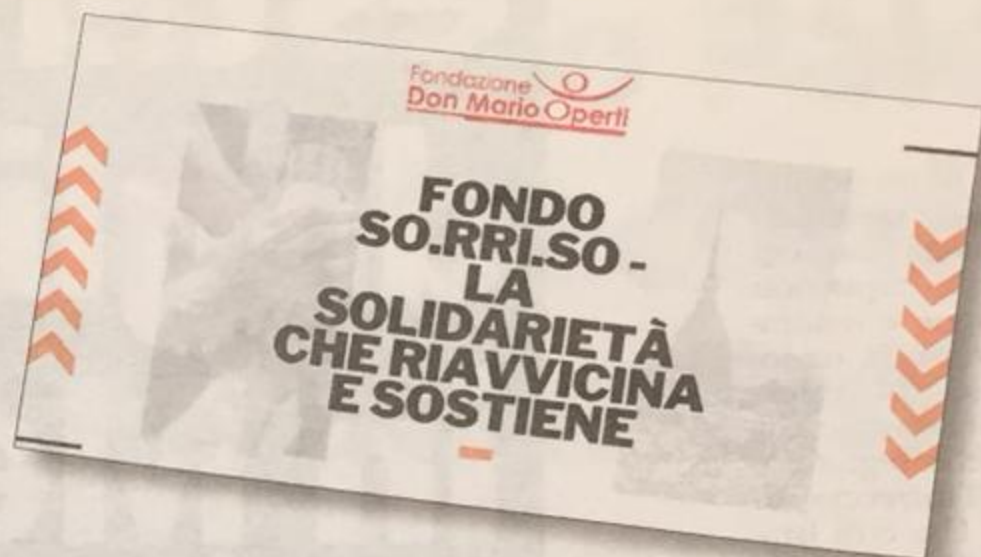 Fondazione
Don Mario Operti
FONDO
SO.RRI.SO -
LA
SOLIDARIETÀ
CHE RIAVVICINA
E SOSTIENE